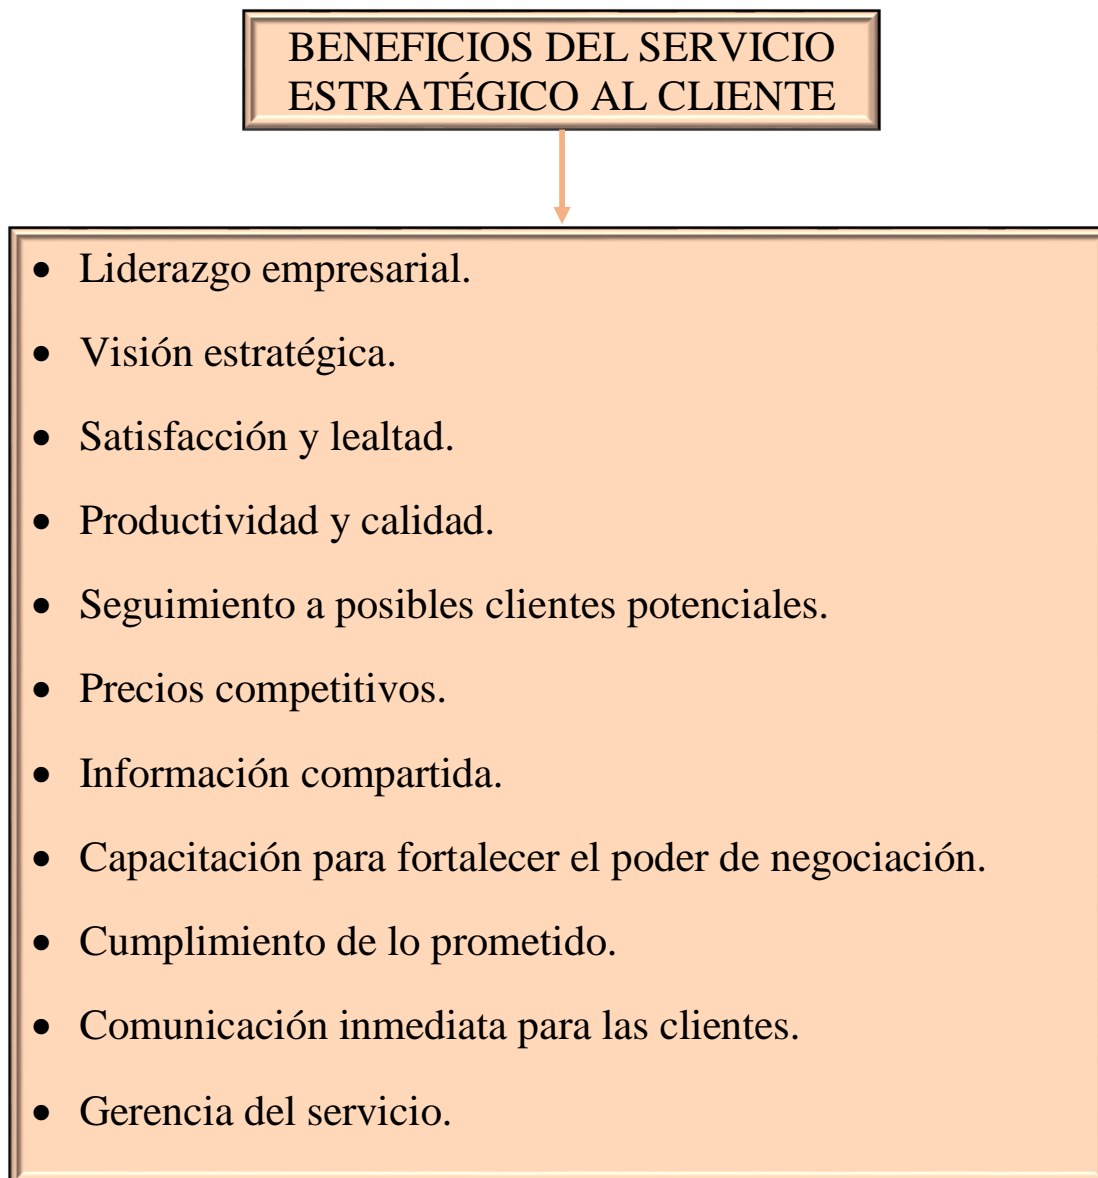 BENEFICIOS DEL SERVICIO
ESTRATÉGICO AL CLIENTE
• Liderazgo empresarial.
• Visión estratégica.
• Satisfacción y lealtad.
• Productividad y calidad.
• Seguimiento a posibles clientes potenciales.
• Precios competitivos.
• Información compartida.
• Capacitación para fortalecer el poder de negociación.
• Cumplimiento de lo prometido.
• Comunicación inmediata para las clientes.
• Gerencia del servicio.